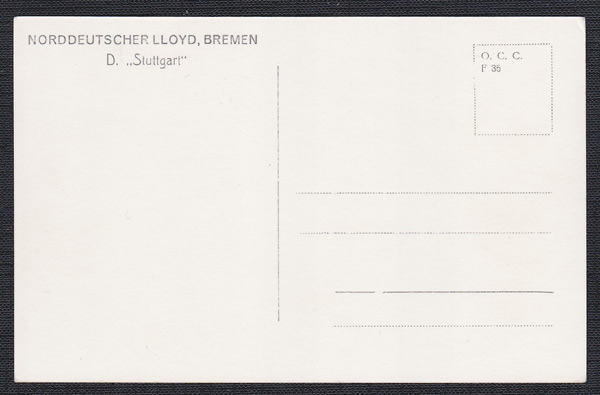 NORDDEUTSCHER LLOYD, BREMEN
D. „Stuttgart“
O. C. C.
F 35